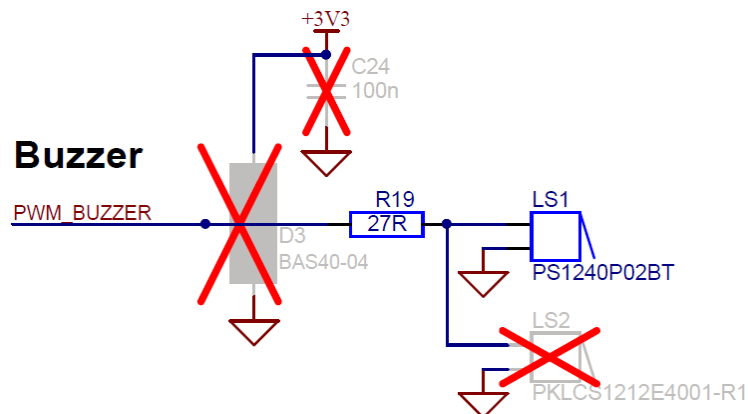 +3V3
C24
100n
Buzzer
PWM_BUZZER
D3
BAS40-04
R19
27R
LS1
PS1240P02BT
LS2
PKLCS1212E4001-R1